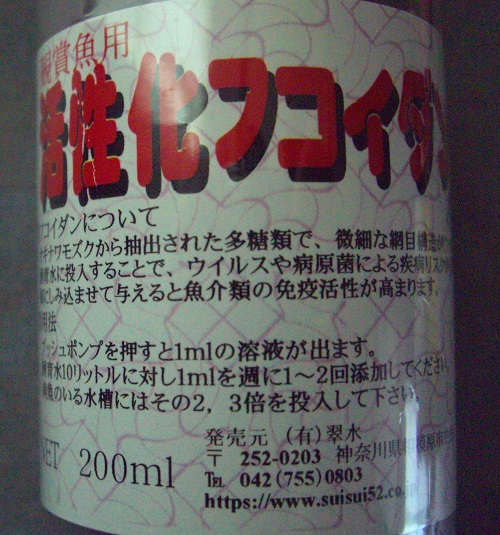 観賞魚用
活性化フコイダン
フコイダンについて
ナワモズクから抽出された多糖類で、微細な網目構造が
水に投入することで、ウイルスや病原菌による疾病リスク
にしみ込ませて与えると魚介類の免疫活性が高まります。
用法
プッシュポンプを押すと1mlの溶液が出ます。
水10リットルに対し1mlを週に1～2回添加してください。
魚のいる水槽にはその2，3倍を投入して下さい。
NET 200ml
発売元 (有)翠水
〒 252-0203 神奈川県相模原市
℡ 042(755)0803
https://www.suisui52.co.jp